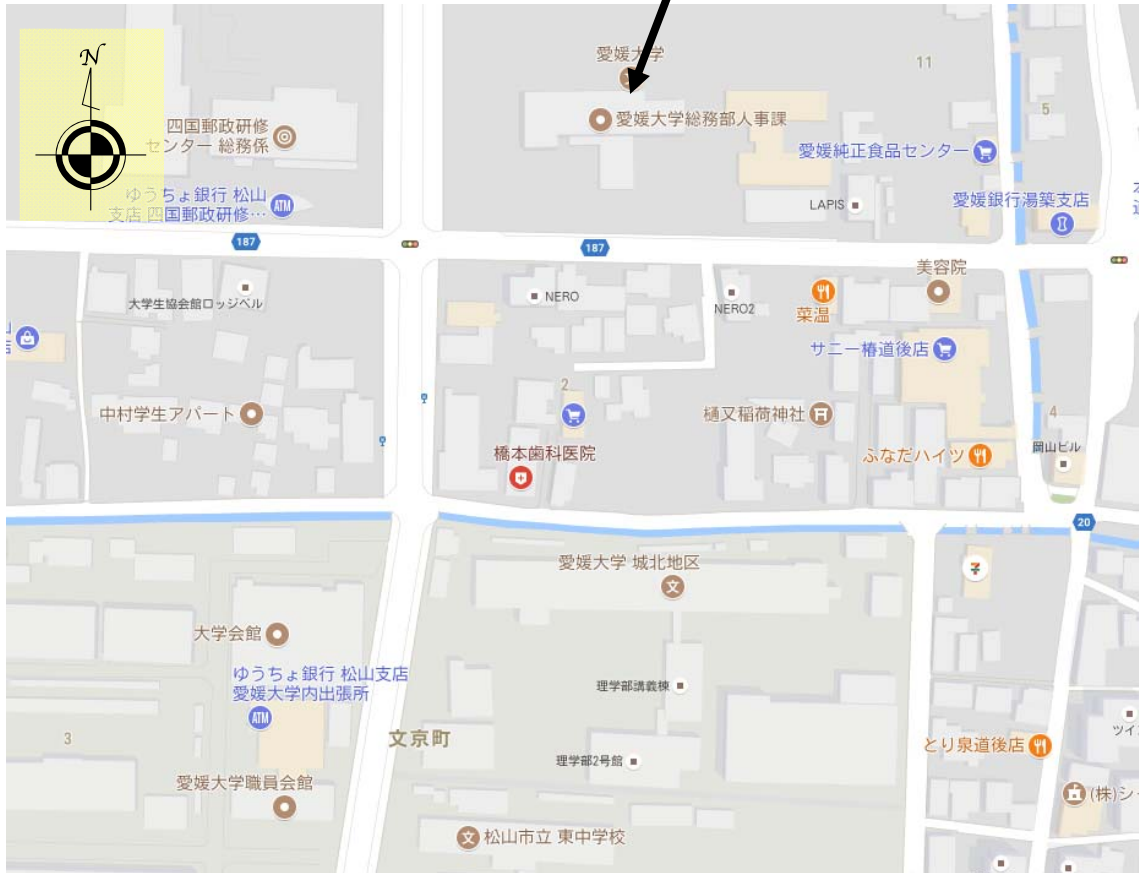 N
愛媛大学
11
愛媛大学総務部人事課
四国郵政研修
センター 総務係
5
愛媛純正食品センター
ゆうちょ銀行 松山
支店 四国郵政研修…
ATM
LAPIS
愛媛銀行湯築支店
187
187
美容院
大学生協会館ロッジベル
NERO
NERO2
菜温
サニー椿道後店
2
中村学生アパート
樋又稲荷神社
4
橋本歯科医院
ふなだハイツ
岡山ビル
20
愛媛大学 城北地区
文
7
大学会館
ゆうちょ銀行 松山支店
愛媛大学内出張所
ATM
理学部講義棟
3
文京町
とり泉道後店
ツイ
理学部2号館
愛媛大学職員会館
(株)シ
文
松山市立 東中学校